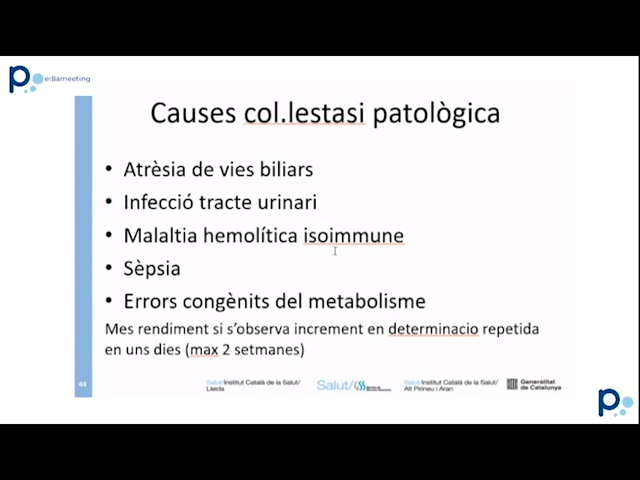 ediameeting
Causes col.lestasi patològica
• Atrèsia de vies biliars
• Infecció tracte urinari
• Malaltia hemolítica isoimmune
• Sèpsia
• Errors congènits del metabolisme
Mes rendiment si s'observa increment en determinacio repetida
en uns dies (max 2 setmanes)
44
Salut/Institut Català de la Salut/
Lleida
Salut/
Salut/Institut Català de la Salut/
Alt Pirineu i Aran
Generalitat
de Catalunya